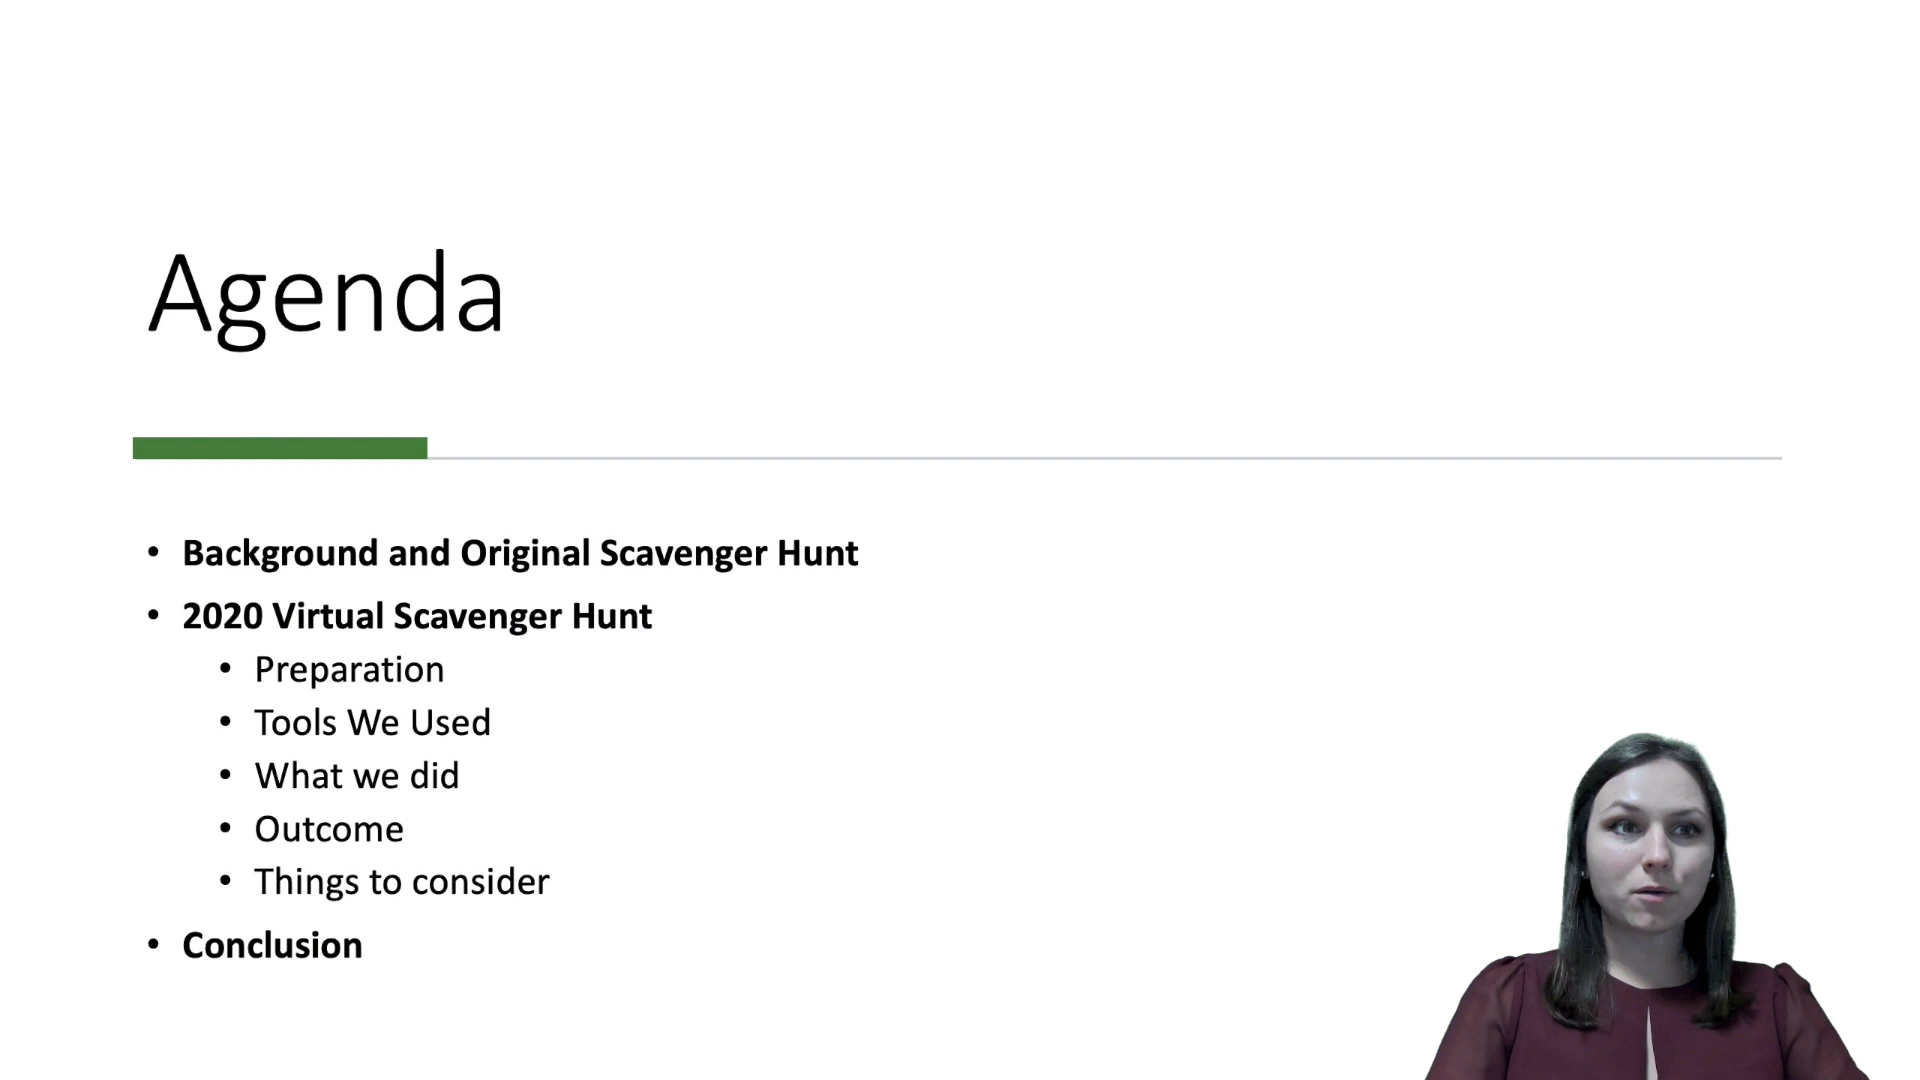 Agenda
• Background and Original Scavenger Hunt
• 2020 Virtual Scavenger Hunt
• Preparation
• Tools We Used
• What we did
• Outcome
• Things to consider
• Conclusion